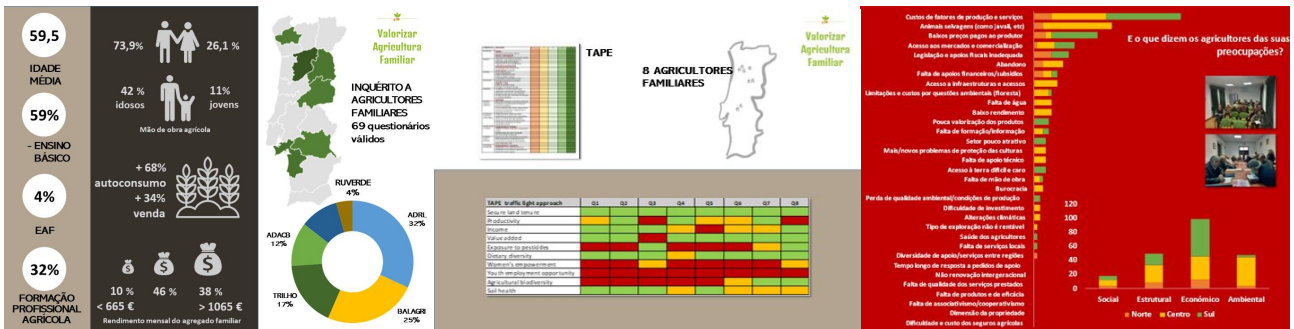 59,5
IDADE
MÉDIA
59%
- ENSINO
BÁSICO
4%
EAF
32%
FORMAÇÃO
PROFISSIONAL
AGRÍCOLA
73,9%
26,1 %
42 %
idosos
11%
jovens
Mão de obra agrícola
+ 68%
autoconsumo
+ 34%
venda
10 %
46 %
38 %
< 665 €
> 1065 €
Rendimento mensal do agregado familiar
Valorizar
Agricultura
Familiar
INQUÉRITO A
AGRICULTORES
FAMILIARES
69 questionários
válidos
RUVERDE
4%
ADRL
32%
ADACB
12%
TRILHO
17%
BALAGRI
25%
TAPE
8 AGRICULTORES
FAMILIARES
Valorizar
Agricultura
Familiar
TAPE traffic light approach Q1 Q2 Q3 Q4 Q5 Q6 Q7 Q8
Secure land tenure
Productivity
Income
Value added
Exposure to pesticides
Dietary diversity
Women's empowerment
Youth employment opportunity
Agricultural biodiversity
Soil health
E o que dizem os agricultores das suas
preocupações?
Custos de fatores de produção e serviços
Animais selvagens (como javali, etc)
Baixos preços pagos ao produtor
Acesso aos mercados e comercialização
Legislação e apoios fiscais inadequada
Abandono
Falta de apoios financeiros/subsídios
Acesso a infraestruturas e acessos
Limitações e custos por questões ambientais (floresta)
Falta de água
Baixo rendimento
Pouca valorização dos produtos
Falta de formação/informação
Setor pouco atrativo
Mais/novos problemas de proteção das culturas
Falta de apoio técnico
Acesso à terra difícil e caro
Falta de mão de obra
Burocracia
Perda de qualidade ambiental/condições de produção
Dificuldade de investimento
Alterações climáticas
Tipo de exploração não é rentável
Saúde dos agricultores
Falta de serviços locais
Diversidade de apoio/serviços entre regiões
Tempo longo de resposta a pedidos de apoio
Não renovação intergeracional
Falta de qualidade dos serviços prestados
Falta de produtos e de eficácia
Falta de associativismo/cooperativismo
Dimensão da propriedade
Dificuldade e custo dos seguros agrícolas
120
100
80
60
40
20
0
Social Estrutural Económico Ambiental
Norte Centro Sul